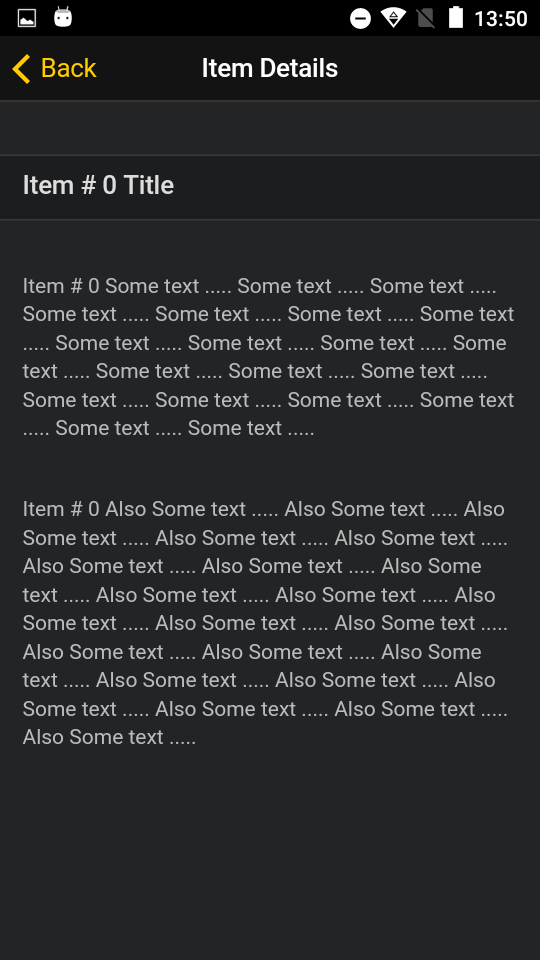 13:50
Back
Item Details
Item # 0 Title
Item # 0 Some text ..... Some text ..... Some text .....
Some text ..... Some text ..... Some text ..... Some text
..... Some text ..... Some text ..... Some text ..... Some
text ..... Some text ..... Some text ..... Some text .....
Some text ..... Some text ..... Some text ..... Some text
..... Some text ..... Some text .....
Item # 0 Also Some text ..... Also Some text ..... Also
Some text ..... Also Some text ..... Also Some text .....
Also Some text ..... Also Some text ..... Also Some
text ..... Also Some text ..... Also Some text ..... Also
Some text ..... Also Some text ..... Also Some text .....
Also Some text ..... Also Some text ..... Also Some
text ..... Also Some text ..... Also Some text ..... Also
Some text ..... Also Some text ..... Also Some text .....
Also Some text .....